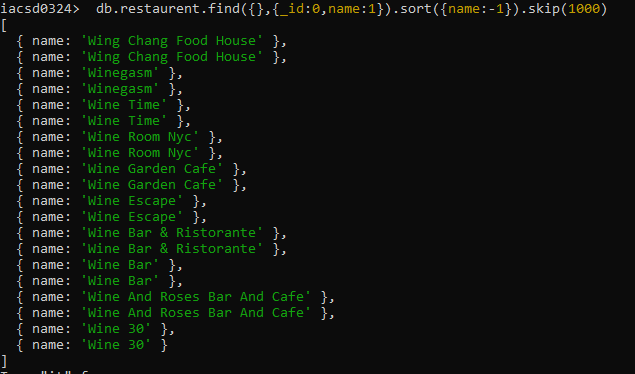 iacsd0324> db.restaurent.find({},{_id:0,name:1}).sort({name:-1}).skip(1000)
[
  { name: 'Wing Chang Food House' },
  { name: 'Wing Chang Food House' },
  { name: 'Winegasm' },
  { name: 'Winegasm' },
  { name: 'Wine Time' },
  { name: 'Wine Time' },
  { name: 'Wine Room Nyc' },
  { name: 'Wine Room Nyc' },
  { name: 'Wine Garden Cafe' },
  { name: 'Wine Garden Cafe' },
  { name: 'Wine Escape' },
  { name: 'Wine Escape' },
  { name: 'Wine Bar & Ristorante' },
  { name: 'Wine Bar & Ristorante' },
  { name: 'Wine Bar' },
  { name: 'Wine Bar' },
  { name: 'Wine And Roses Bar And Cafe' },
  { name: 'Wine And Roses Bar And Cafe' },
  { name: 'Wine 30' },
  { name: 'Wine 30' }
]